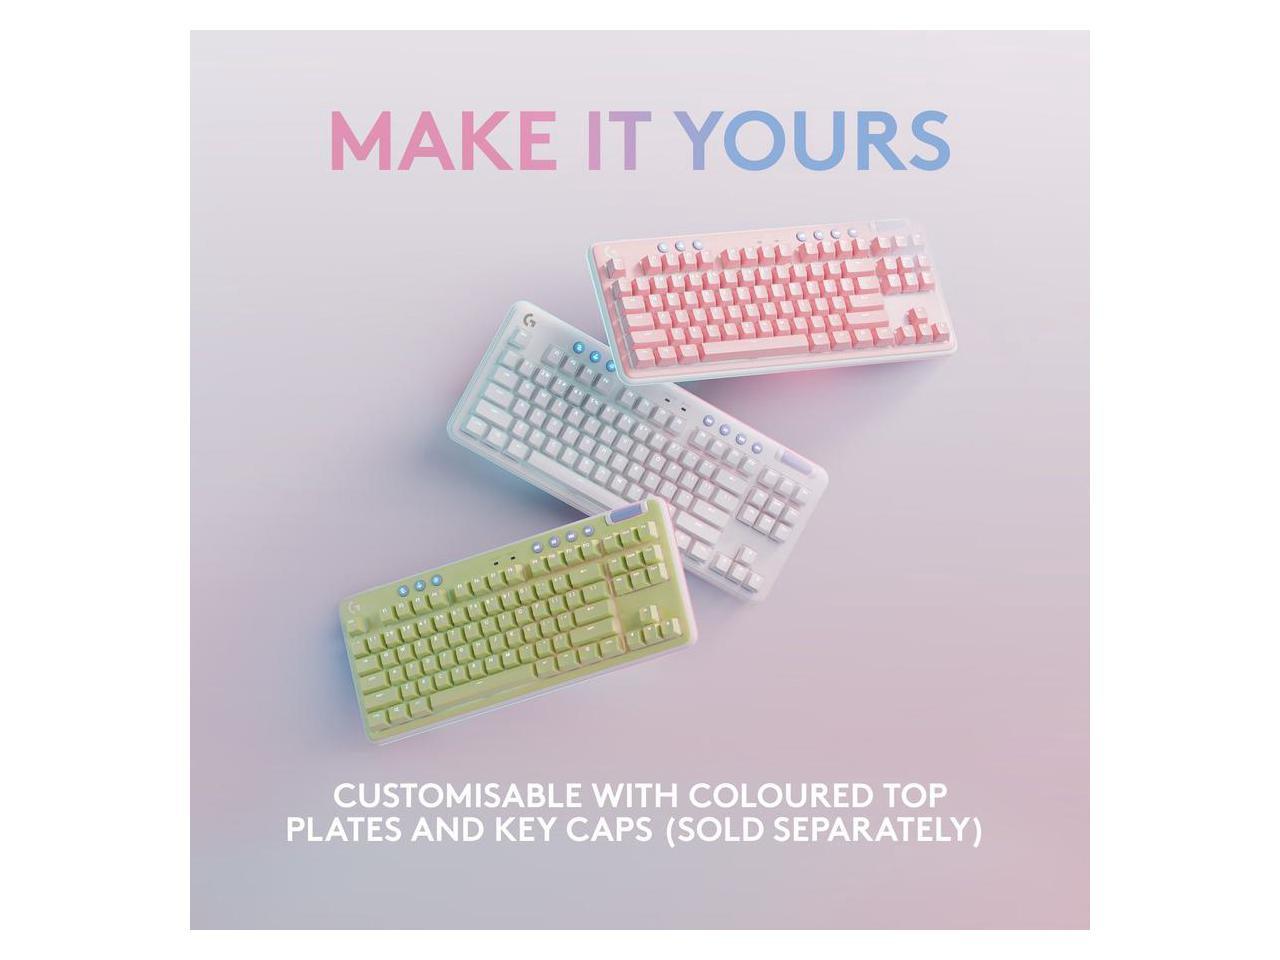 MAKE IT YOURS
CUSTOMISABLE WITH COLOURED TOP
PLATES AND KEY CAPS (SOLD SEPARATELY)